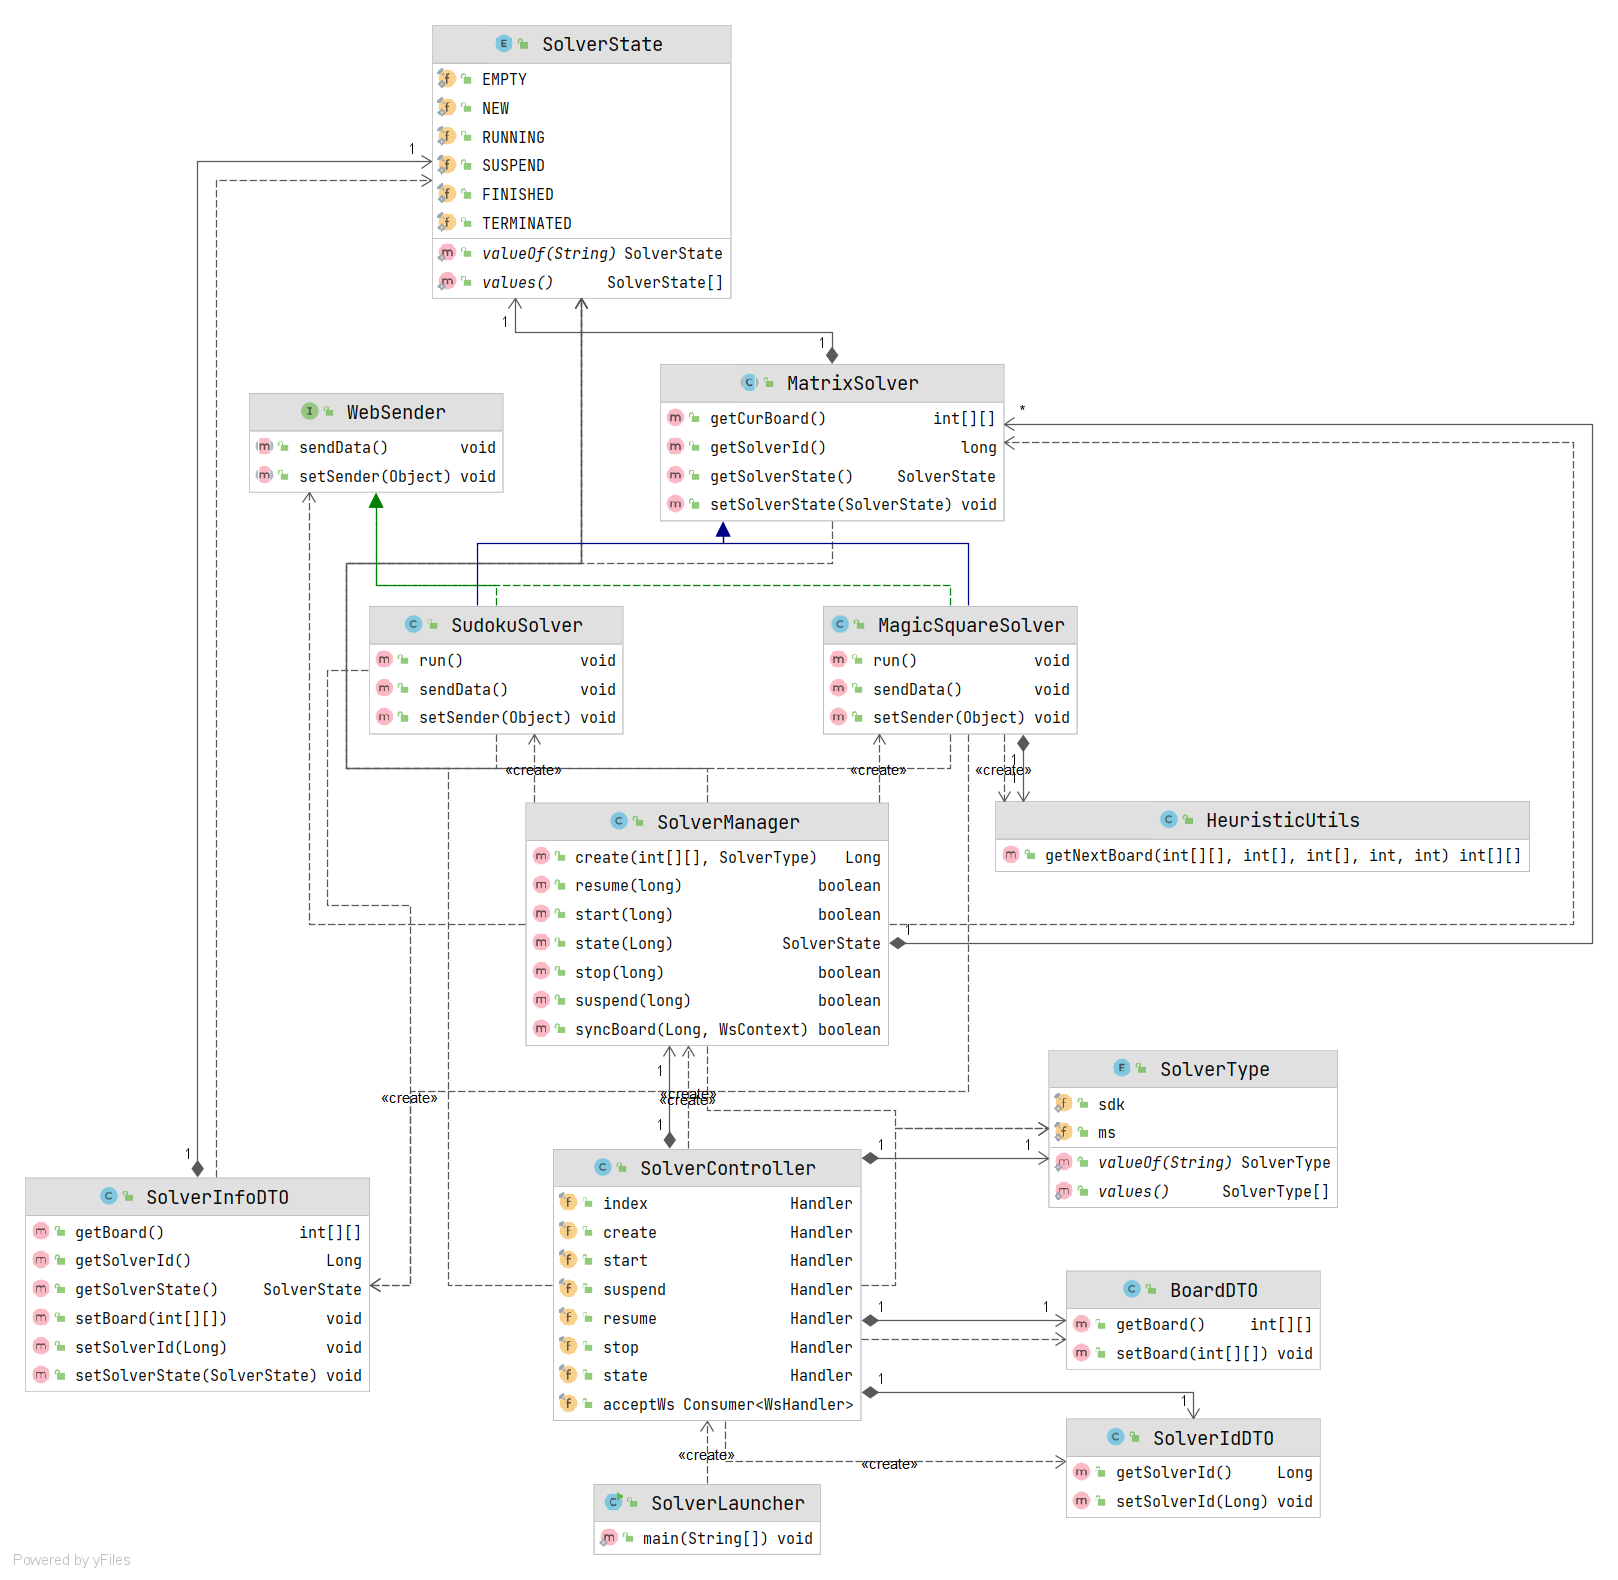 SolverState
EMPTY
NEW
RUNNING
SUSPEND
FINISHED
TERMINATED
valueOf(String) SolverState
values() SolverState[]
1
1
1
MatrixSolver
getCurBoard() int[][]
getSolverId() long
getSolverState() SolverState
setSolverState(SolverState) void
*
WebSender
sendData() void
setSender(Object) void
SudokuSolver
run() void
sendData() void
setSender(Object) void
MagicSquareSolver
run() void
sendData() void
setSender(Object) void
«create»
«create»
«create»
1
1
SolverManager
create(int[][], SolverType) Long
resume(long) boolean
start(long) boolean
state(Long) SolverState
stop(long) boolean
suspend(long) boolean
syncBoard(Long, WsContext) boolean
1
HeuristicUtils
getNextBoard(int[][], int[], int[], int, int) int[][]
«create»
«create»
«create»
1
1
SolverType
sdk
ms
valueOf(String) SolverType
values() SolverType[]
SolverController
index Handler
create Handler
start Handler
suspend Handler
resume Handler
stop Handler
state Handler
acceptWs Consumer<WsHandler>
1
1
1
1
1
1
1
SolverInfoDTO
getBoard() int[][]
getSolverId() Long
getSolverState() SolverState
setBoard(int[][]) void
setSolverId(Long) void
setSolverState(SolverState) void
BoardDTO
getBoard() int[][]
setBoard(int[][]) void
SolverIdDTO
getSolverId() Long
setSolverId(Long) void
«create»
«create»
SolverLauncher
main(String[]) void
Powered by yFiles